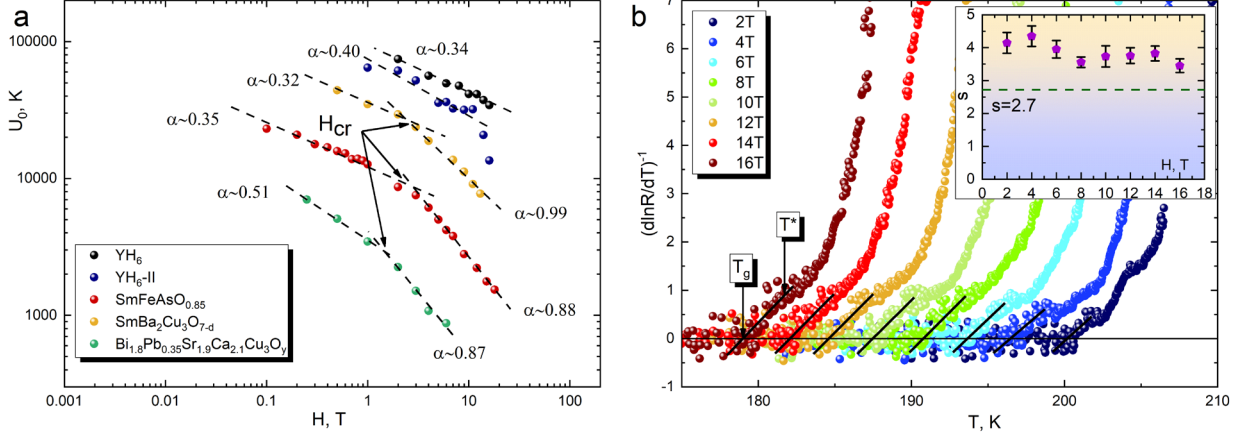 a
100000
10000
1000
U₀, K
0.001
0.01
0.1
1
10
100
H, T
α~0.34
α~0.40
α~0.32
α~0.35
α~0.51
H_cr
α~0.99
α~0.88
α~0.87
YH₆
YH₆-II
SmFeAsO₀.₈₅
SmBa₂Cu₃O₇₋d
Bi₁.₈Pb₀.₃₅Sr₁.₉Ca₂.₁Cu₃Oy
b
7
6
5
4
3
2
1
0
-1
(dlnR/dT)⁻¹
180
190
200
210
T, K
2T
4T
6T
8T
10T
12T
14T
16T
T_g
T*
5
4
3
2
1
0
s
s=2.7
H, T
0 2 4 6 8 10 12 14 16 18